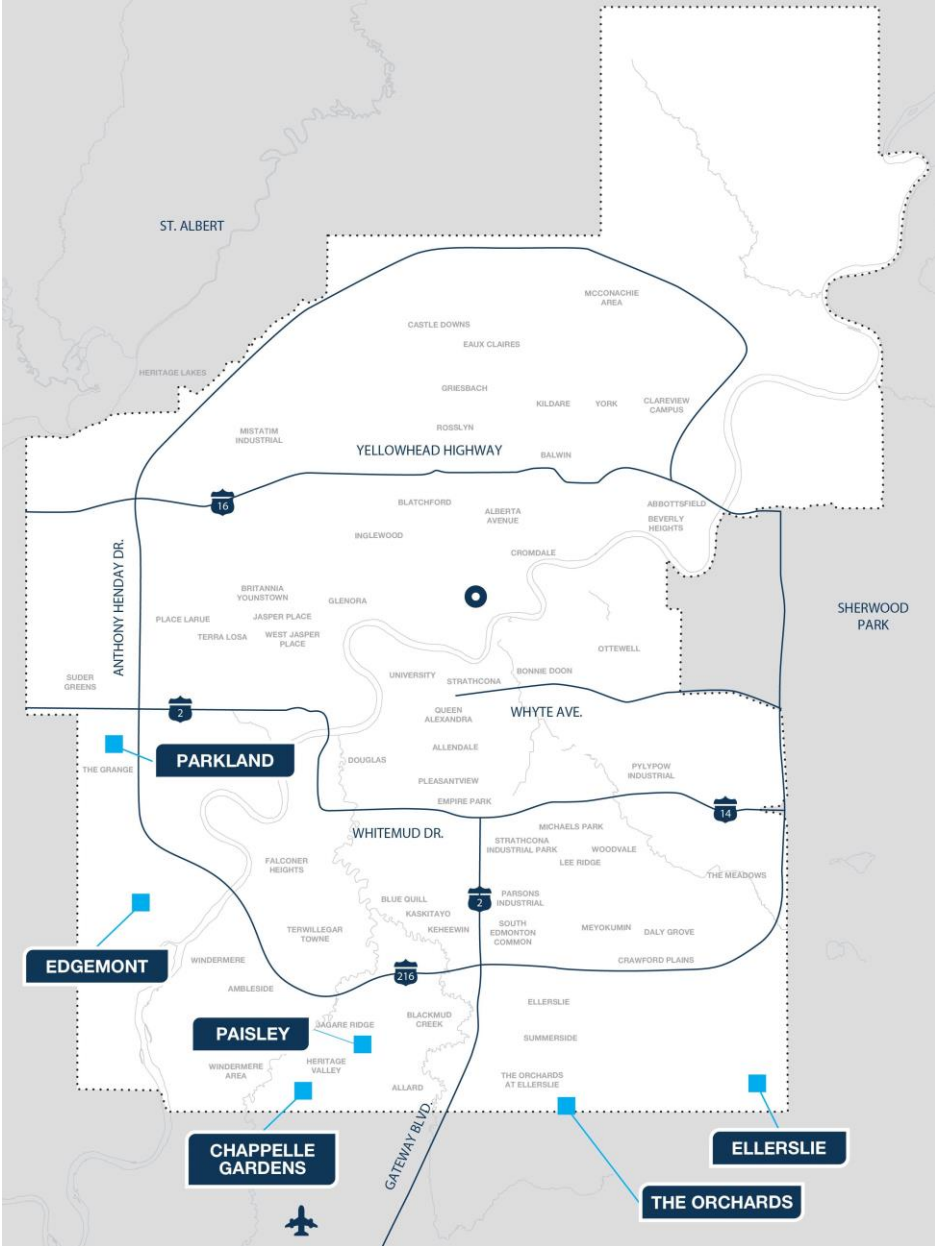 ST. ALBERT
MCCONACHIE
AREA
CASTLE DOWNS
EAUX CLAIRES
HERITAGE LAKES
GRIESBACH
KILDARE
YORK
CLAREVIEW
CAMPUS
MISTATIM
INDUSTRIAL
ROSSLYN
YELLOWHEAD HIGHWAY
BALWIN
16
BLATCHFORD
ALBERTA
AVENUE
ABBOTTSFIELD
BEVERLY
HEIGHTS
INGLEWOOD
CROMDALE
ANTHONY HENDAY DR.
BRITANNIA
YOUNSTOWN
GLENORA
PLACE LARUE
JASPER PLACE
TERRA LOSA
WEST JASPER
PLACE
SHERWOOD
PARK
OTTEWELL
SUDER
GREENS
UNIVERSITY
STRATHCONA
BONNIE DOON
2
QUEEN
ALEXANDRA
WHYTE AVE.
THE GRANGE
PARKLAND
DOUGLAS
ALLENDALE
PLEASANTVIEW
PYLYPOW
INDUSTRIAL
EMPIRE PARK
14
WHITEMUD DR.
MICHAELS PARK
STRATHCONA
INDUSTRIAL PARK
WOODVALE
LEE RIDGE
FALCONER
HEIGHTS
THE MEADOWS
BLUE QUILL
2
PARSONS
INDUSTRIAL
KASKITAYO
KEHEEWIN
TERWILLEGAR
TOWNE
SOUTH
EDMONTON
COMMON
MEYOKUMIN
DALY GROVE
EDGEMONT
WINDERMERE
216
CRAWFORD PLAINS
AMBLESIDE
ELLERSLIE
PAISLEY
JAGARE RIDGE
BLACKMUD
CREEK
SUMMERSIDE
WINDERMERE
AREA
HERITAGE
VALLEY
ALLARD
THE ORCHARDS
AT ELLERSLIE
GATEWAY BLVD.
CHAPPELLE
GARDENS
ELLERSLIE
THE ORCHARDS